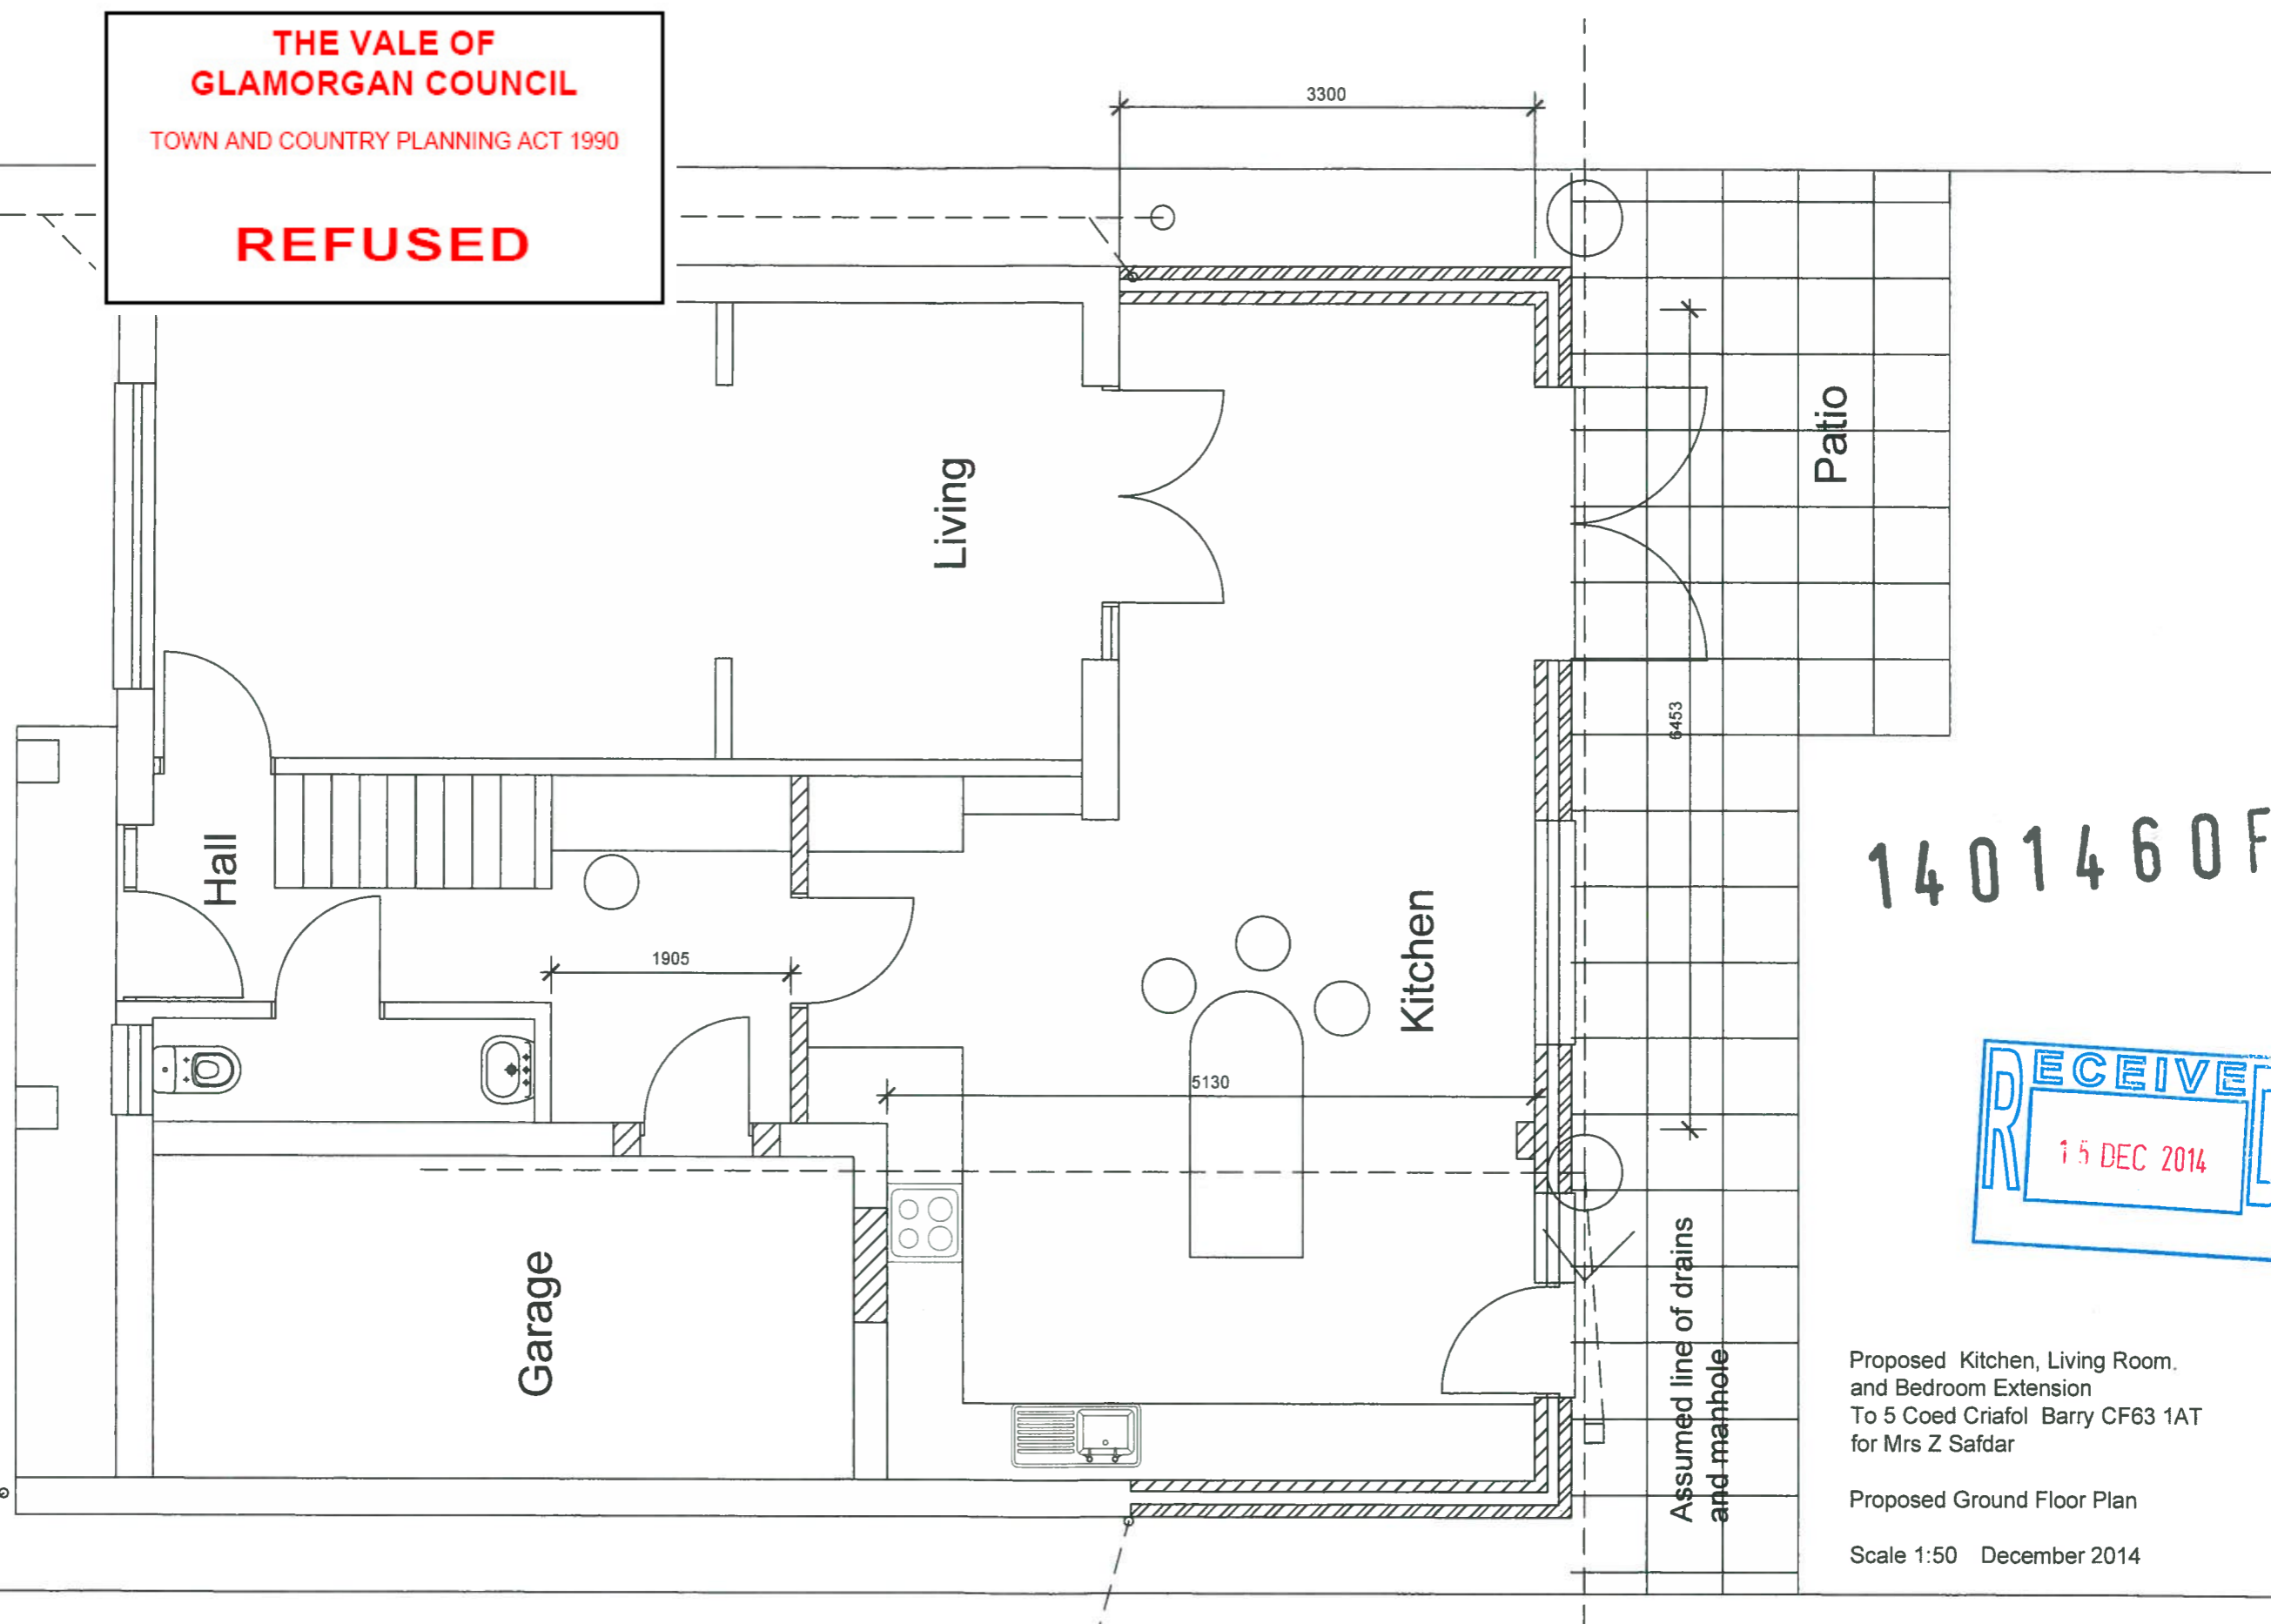 THE VALE OF
GLAMORGAN COUNCIL
TOWN AND COUNTRY PLANNING ACT 1990
REFUSED
3300
Living
Patio
6453
Hall
1905
Kitchen
5130
Garage
1401460F
RECEIVED
15 DEC 2014
Assumed line of drains
and manhole
Proposed Kitchen, Living Room.
and Bedroom Extension
To 5 Coed Criafol Barry CF63 1AT
for Mrs Z Safdar
Proposed Ground Floor Plan
Scale 1:50 December 2014